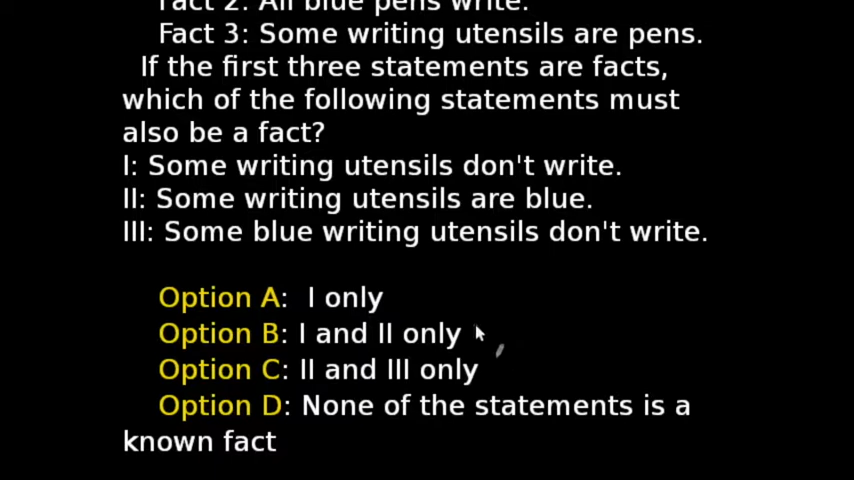 Fact 2: All blue pens write.
Fact 3: Some writing utensils are pens.
If the first three statements are facts,
which of the following statements must
also be a fact?
I: Some writing utensils don't write.
II: Some writing utensils are blue.
III: Some blue writing utensils don't write.
Option A: I only
Option B: I and II only
Option C: II and III only
Option D: None of the statements is a
known fact